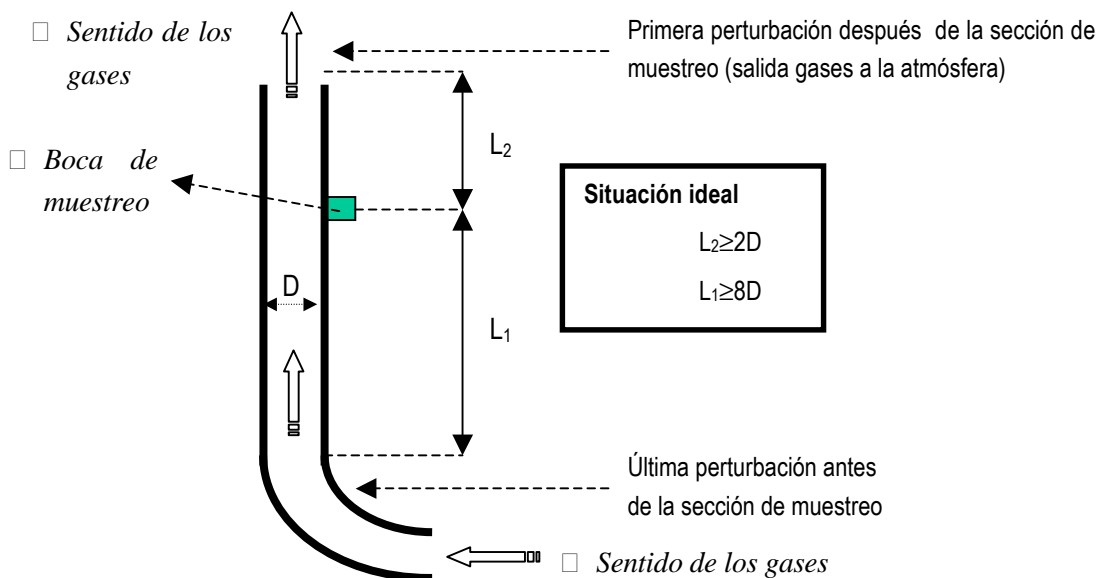 □ Sentido de los
gases
Primera perturbación después de la sección de
muestreo (salida gases a la atmósfera)
L2
□ Boca de
muestreo
Situación ideal
L2≥2D
L1≥8D
D
L1
Última perturbación antes
de la sección de muestreo
□ Sentido de los gases